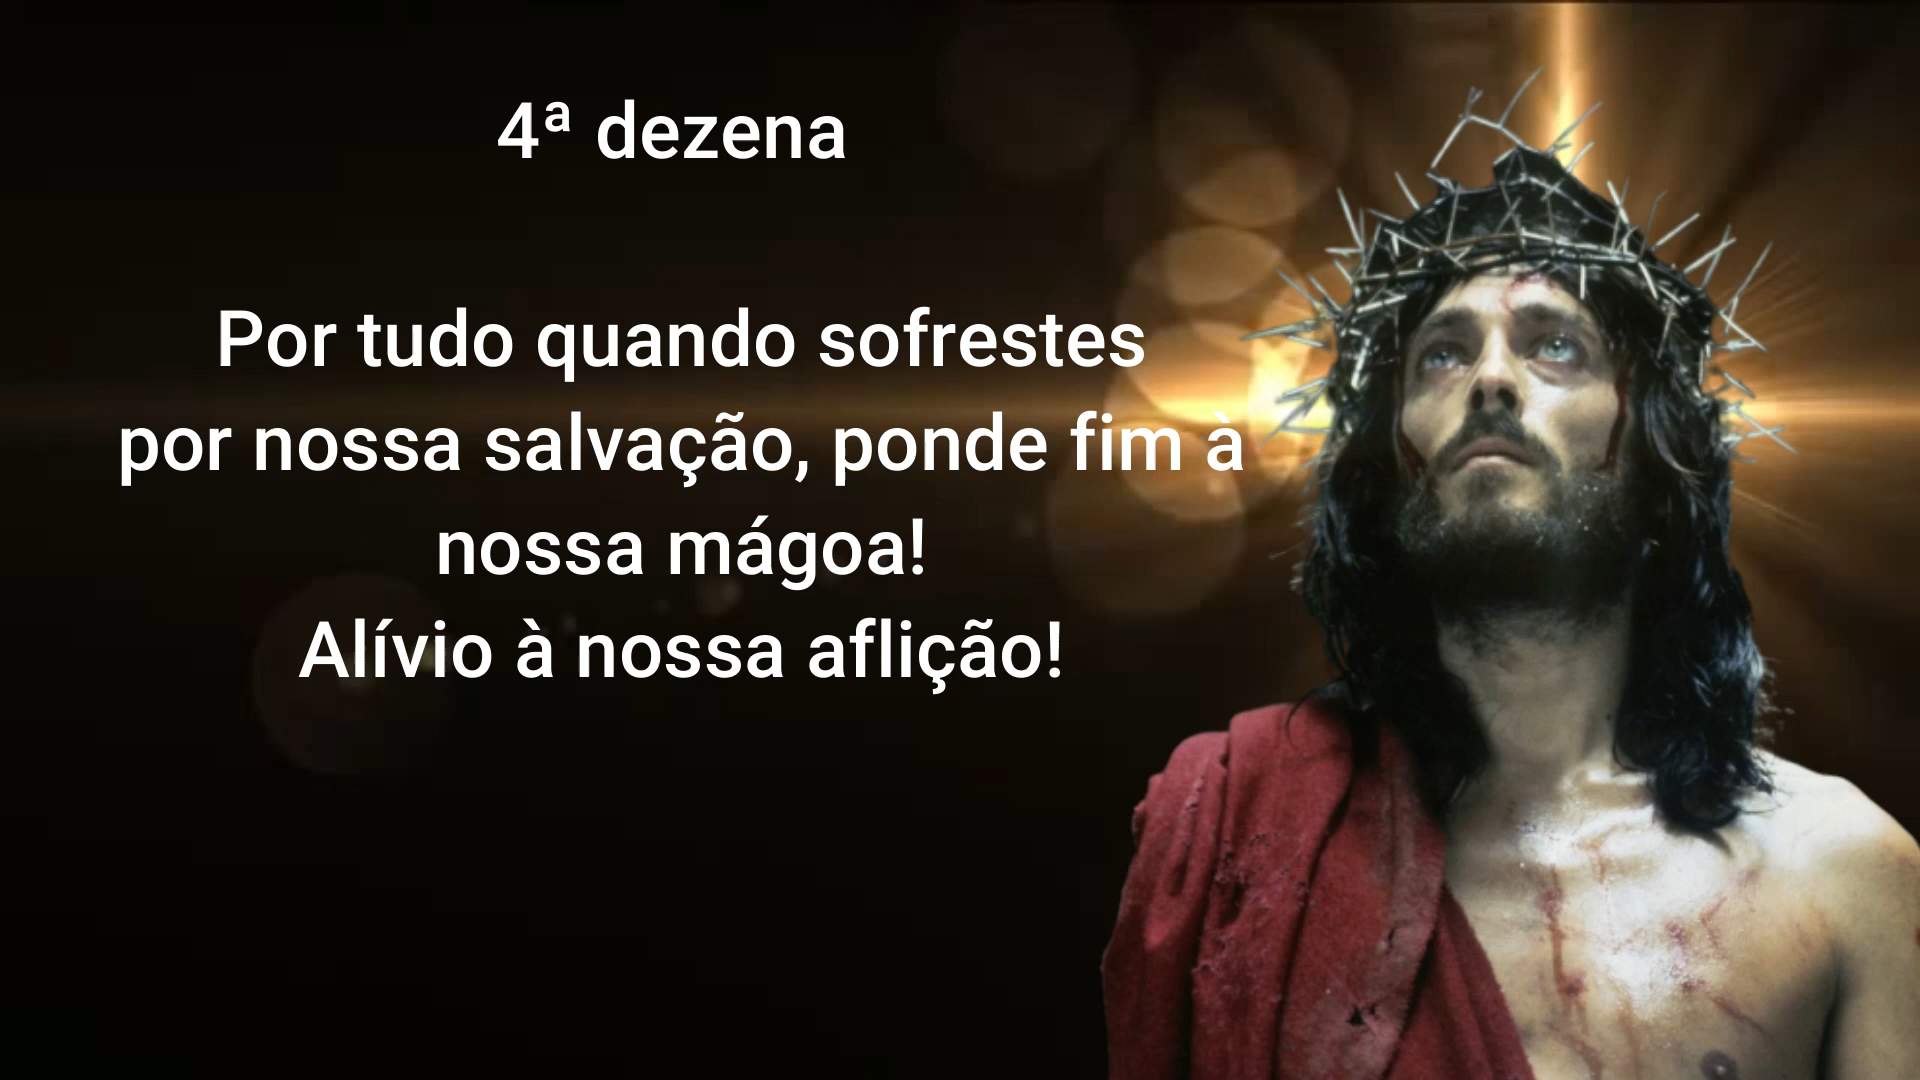 4ª dezena
Por tudo quando sofrestes
por nossa salvação, ponde fim à
nossa mágoa!
Alívio à nossa aflição!